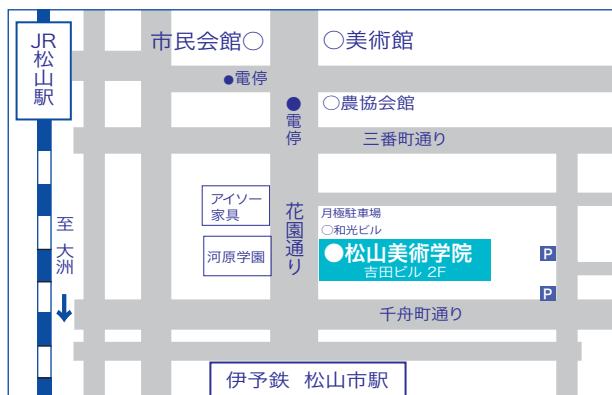 JR
松山駅
市民会館○
○美術館
●電停
○農協会館
●電停
三番町通り
アイソー
家具
花園通り
月極駐車場
○和光ビル
至 大洲
河原学園
●松山美術学院
吉田ビル 2F
P
P
千舟町通り
伊予鉄 松山市駅